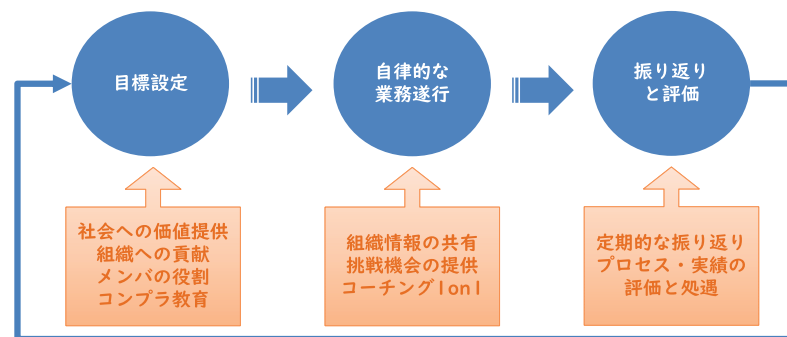 目標設定
自律的な
業務遂行
振り返り
と評価
社会への価値提供
組織への貢献
メンバの役割
コンプラ教育
組織情報の共有
挑戦機会の提供
コーチング1on1
定期的な振り返り
プロセス・実績の
評価と処遇